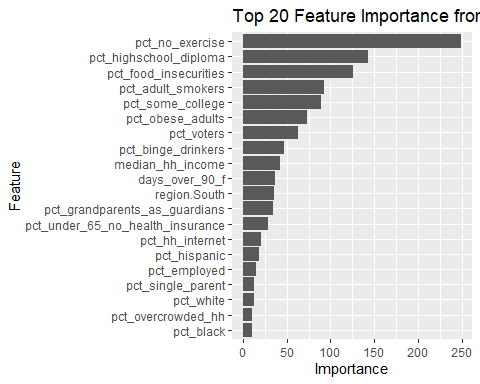 Top 20 Feature Importance from
pct_no_exercise
pct_highschool_diploma
pct_food_insecurities
pct_adult_smokers
pct_some_college
pct_obese_adults
pct_voters
pct_binge_drinkers
median_hh_income
days_over_90_f
region.South
pct_grandparents_as_guardians
pct_under_65_no_health_insurance
pct_hh_internet
pct_hispanic
pct_employed
pct_single_parent
pct_white
pct_overcrowded_hh
pct_black
Feature
0 50 100 150 200 250
Importance